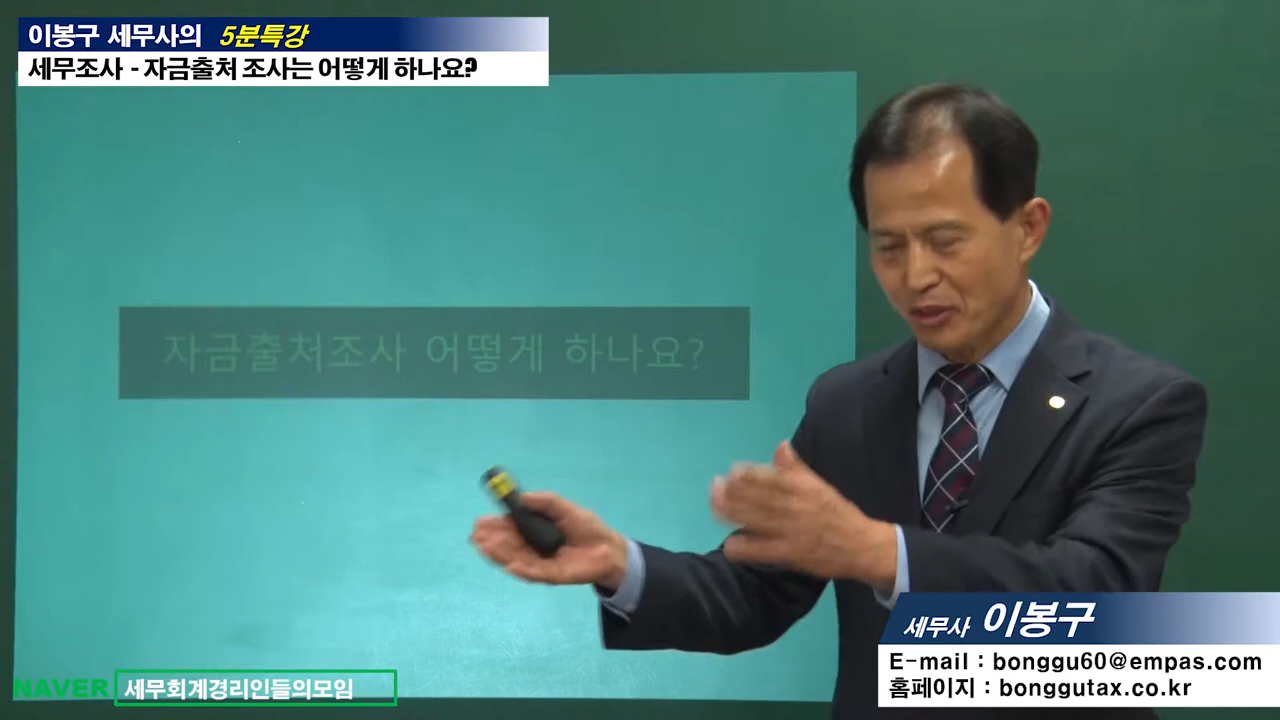 이봉구 세무사의 5분특강
세무조사 - 자금출처 조사는 어떻게 하나요?
자금출처조사 어떻게 하나요?
세무사 이봉구
E-mail : bonggu60@empas.com
홈페이지 : bonggutax.co.kr
NAVER 세무회계경리인들의모임